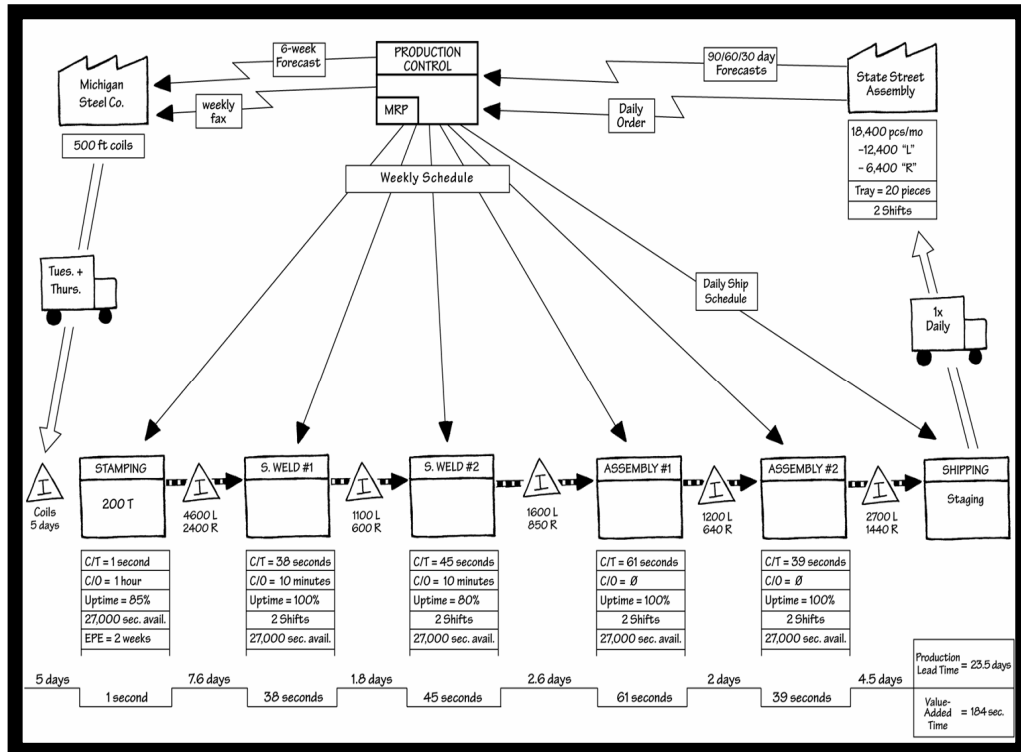 Michigan
Steel Co.
500 ft coils
6-week
Forecast
weekly
fax
PRODUCTION
CONTROL
MRP
90/60/30 day
Forecasts
Daily
Order
State Street
Assembly
18,400 pcs/mo
-12,400 "L"
- 6,400 "R"
Tray = 20 pieces
2 Shifts
Weekly Schedule
Tues. +
Thurs.
Daily Ship
Schedule
1x
Daily
I
Coils
5 days
STAMPING
200 T
I
4600 L
2400 R
S. WELD #1
I
1100 L
600 R
S. WELD #2
I
1600 L
850 R
ASSEMBLY #1
I
1200 L
640 R
ASSEMBLY #2
I
2700 L
1440 R
SHIPPING
Staging
C/T = 1 second
C/O = 1 hour
Uptime = 85%
27,000 sec. avail.
EPE = 2 weeks
C/T = 38 seconds
C/O = 10 minutes
Uptime = 100%
2 Shifts
27,000 sec. avail.
C/T = 45 seconds
C/O = 10 minutes
Uptime = 80%
2 Shifts
27,000 sec. avail.
C/T = 61 seconds
C/O = Ø
Uptime = 100%
2 Shifts
27,000 sec. avail.
C/T = 39 seconds
C/O = Ø
Uptime = 100%
2 Shifts
27,000 sec. avail.
5 days
1 second
7.6 days
38 seconds
1.8 days
45 seconds
2.6 days
61 seconds
2 days
39 seconds
4.5 days
Production
Lead Time = 23.5 days
Value-
Added = 184 sec.
Time